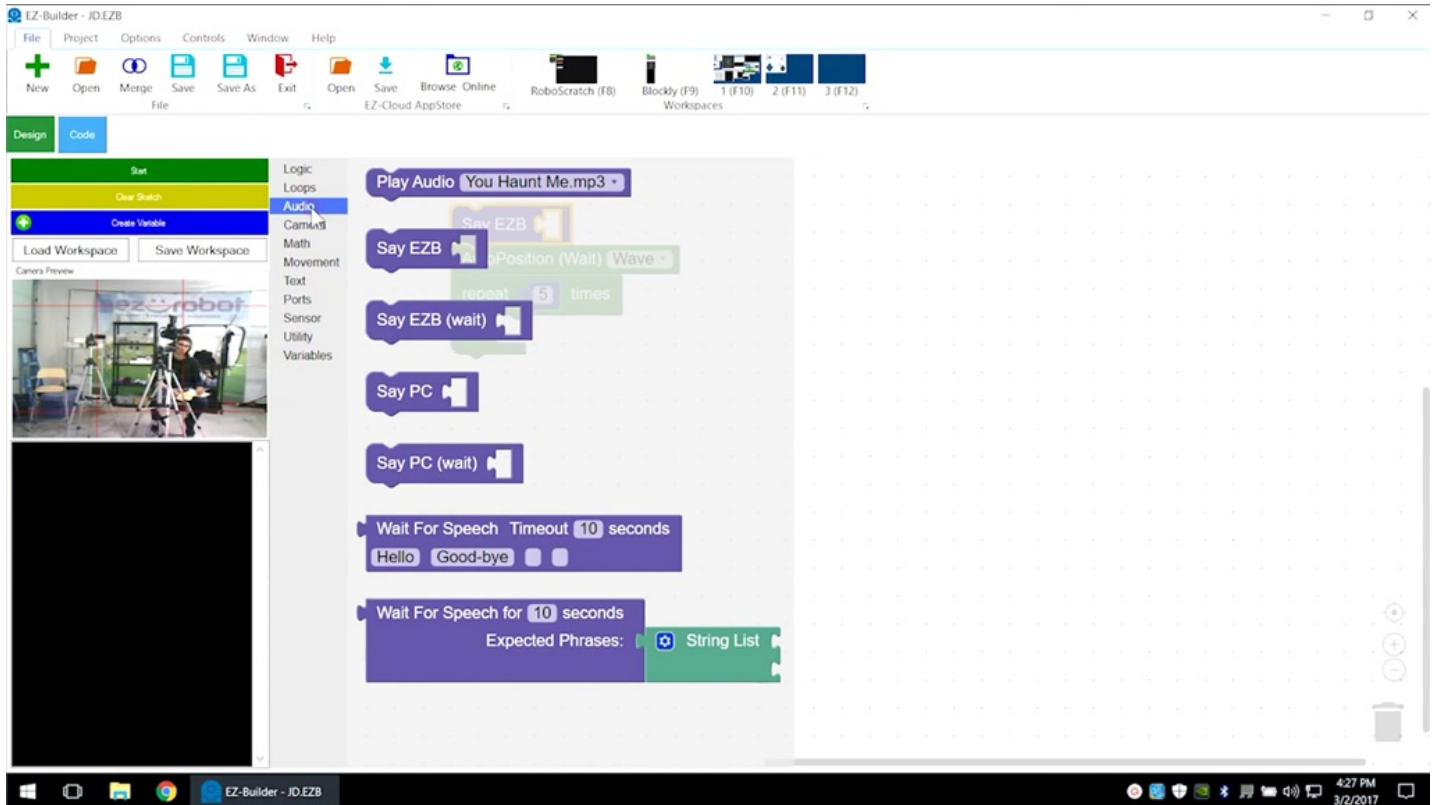 EZ-Builder - JD.EZB
File Project Options Controls Window Help
New Open Merge Save Save As Exit Open Save Browse Online RoboScratch (F8) Blockly (F9) 1 (F10) 2 (F11) 3 (F12)
File EZ-Cloud AppStore Workspaces
Design Code
Start
Clear Sketch
Create Variable
Load Workspace Save Workspace
Camera Preview
ez robot
Logic
Loops
Audio
Camera
Math
Movement
Text
Ports
Sensor
Utility
Variables
Play Audio You Haunt Me.mp3
Say EZB
Say EZB
AutoPosition (Wait) Wave
repeat 5 times
Say EZB (wait)
Say PC
Say PC (wait)
Wait For Speech Timeout 10 seconds
Hello Good-bye
Wait For Speech for 10 seconds
Expected Phrases: String List
EZ-Builder - JD.EZB
4:27 PM
3/2/2017